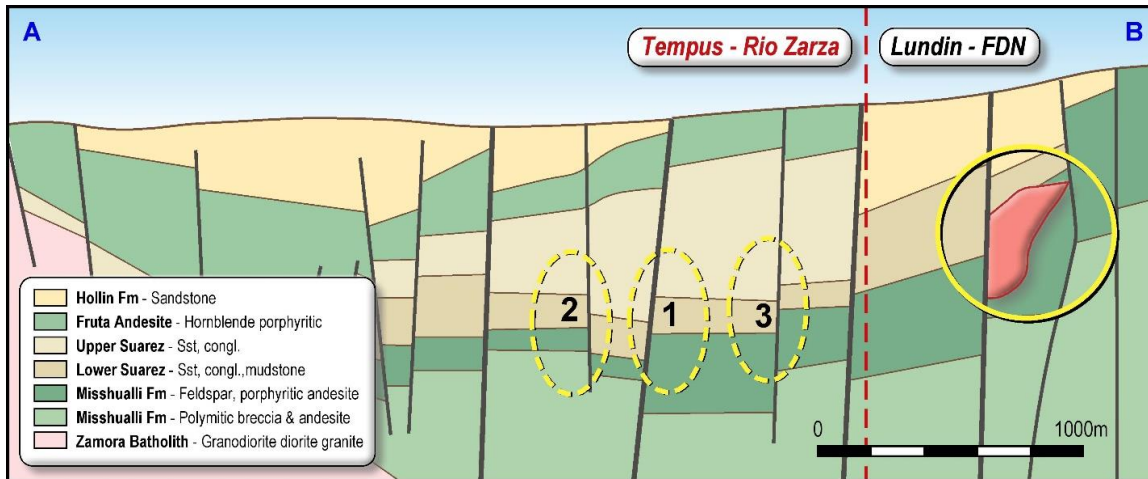 A
B
Tempus - Rio Zarza
Lundin - FDN
2
1
3
Hollin Fm - Sandstone
Fruta Andesite - Hornblende porphyritic
Upper Suarez - Sst, congl.
Lower Suarez - Sst, congl.,mudstone
Misshualli Fm - Feldspar, porphyritic andesite
Misshualli Fm - Polymitic breccia & andesite
Zamora Batholith - Granodiorite diorite granite
0
1000m